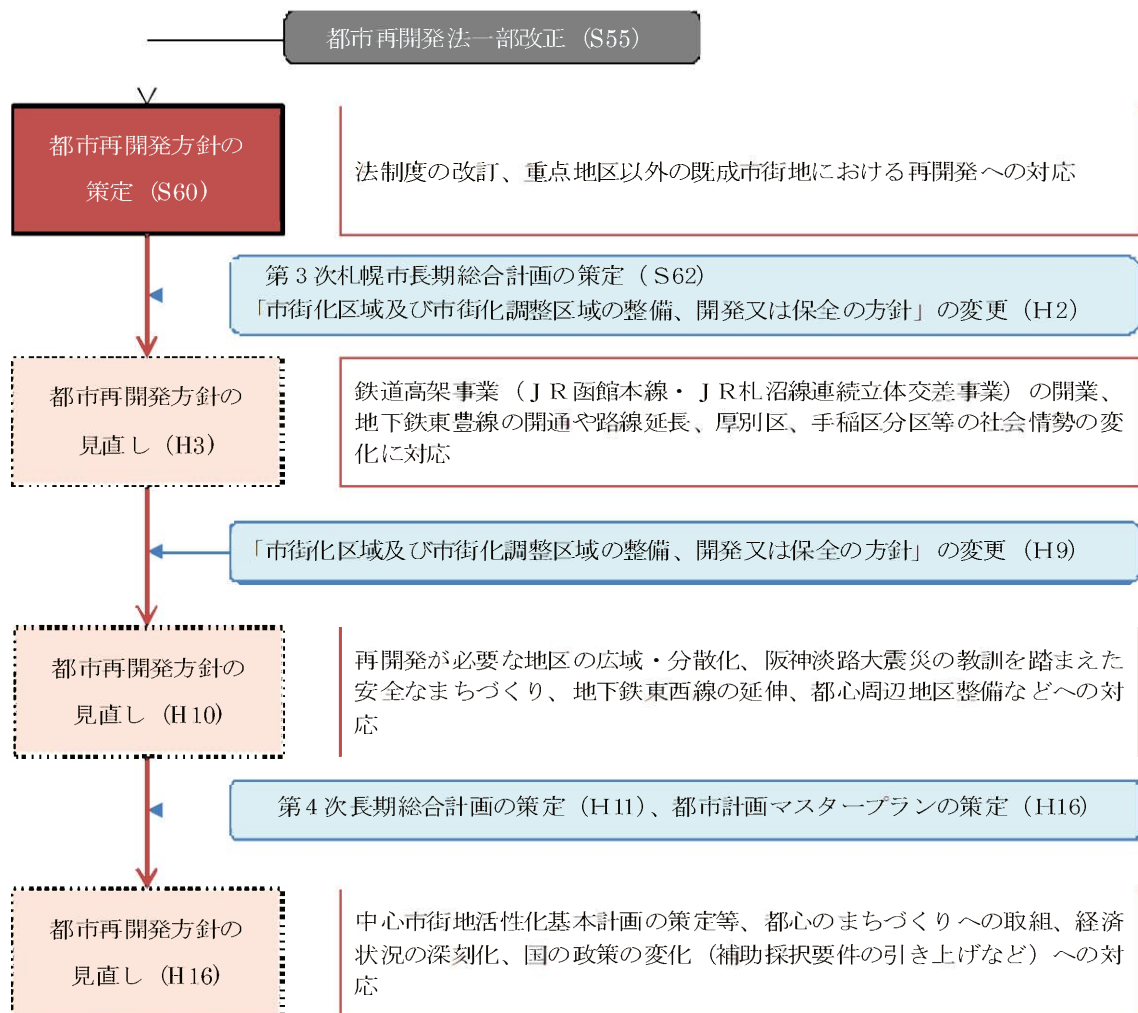 都市再開発法一部改正（S55）
都市再開発方針の
策定（S60）
法制度の改訂、重点地区以外の既成市街地における再開発への対応
第３次札幌市長期総合計画の策定（S62）
「市街化区域及び市街化調整区域の整備、開発又は保全の方針」の変更（H2）
都市再開発方針の
見直し（H3）
鉄道高架事業（ＪＲ函館本線・ＪＲ札沼線連続立体交差事業）の開業、
地下鉄東豊線の開通や路線延長、厚別区、手稲区分区等の社会情勢の変
化に対応
「市街化区域及び市街化調整区域の整備、開発又は保全の方針」の変更（H9）
都市再開発方針の
見直し（H10）
再開発が必要な地区の広域・分散化、阪神淡路大震災の教訓を踏まえた
安全なまちづくり、地下鉄東西線の延伸、都心周辺地区整備などへの対
応
第４次長期総合計画の策定（H11）、都市計画マスタープランの策定（H16）
都市再開発方針の
見直し（H16）
中心市街地活性化基本計画の策定等、都心のまちづくりへの取組、経済
状況の深刻化、国の政策の変化（補助採択要件の引き上げなど）への対
応